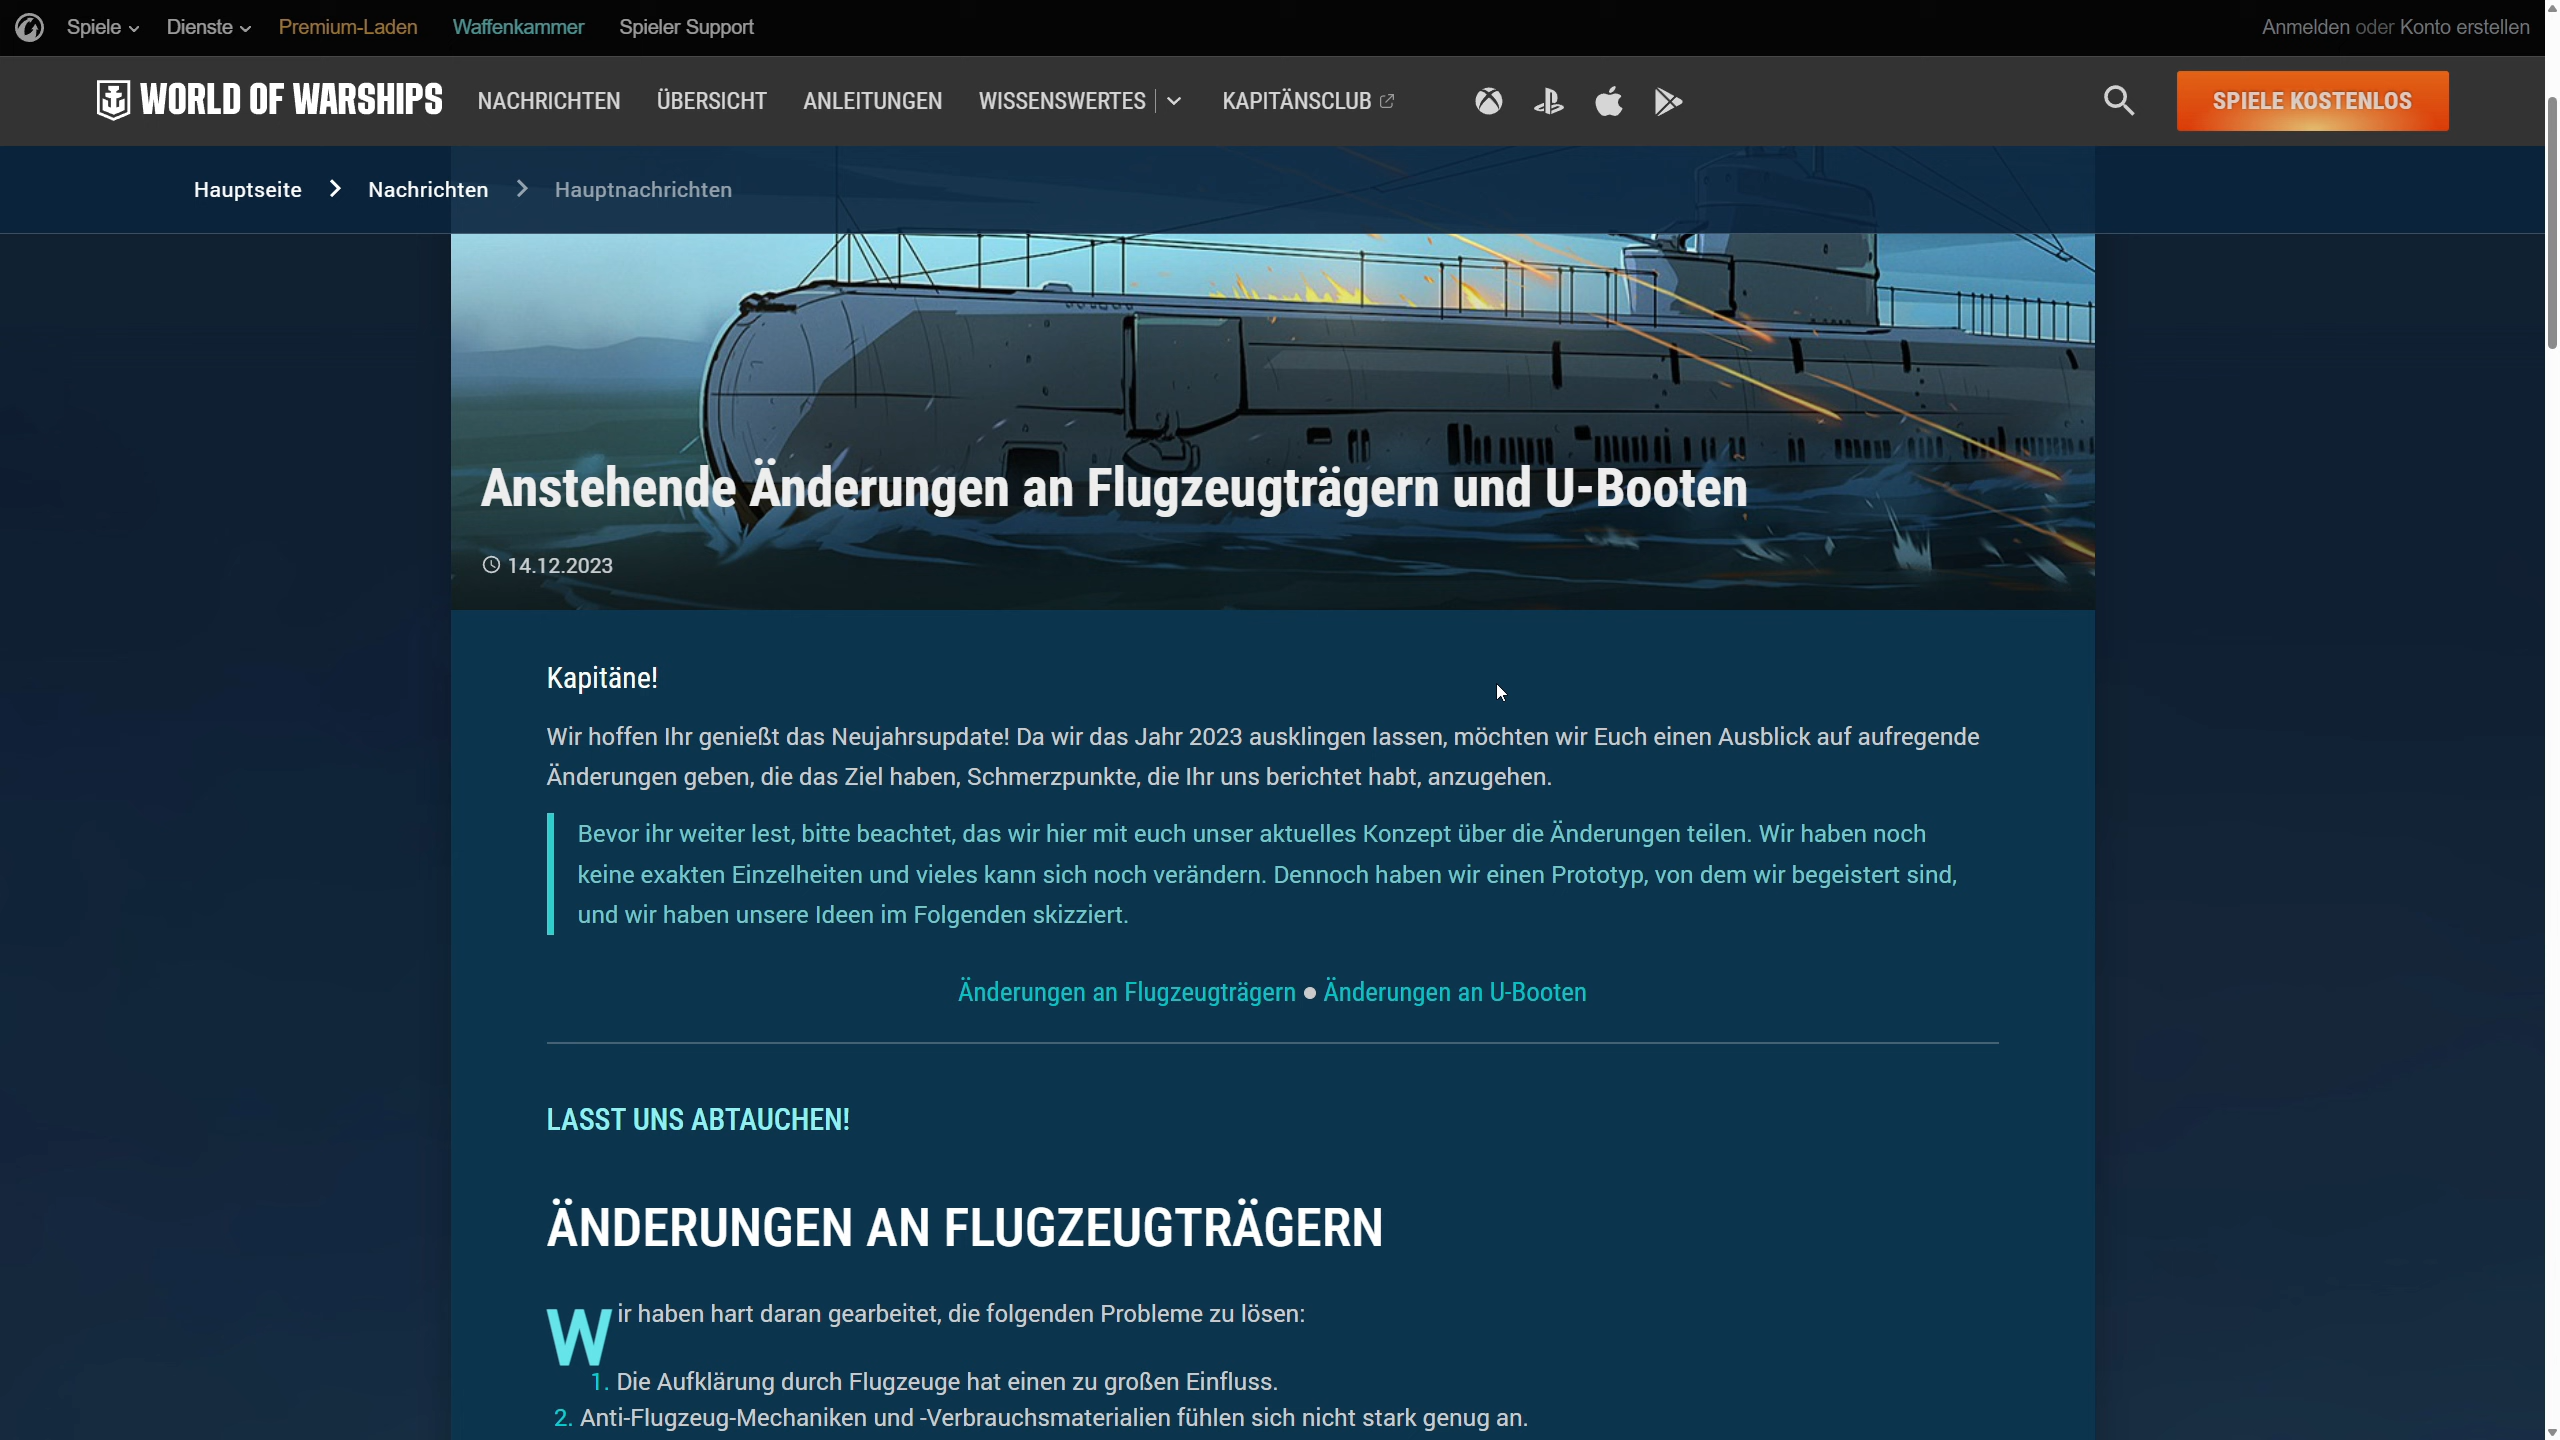 Spiele Dienste Premium-Laden Waffenkammer Spieler Support Anmelden oder Konto erstellen
WORLD OF WARSHIPS NACHRICHTEN ÜBERSICHT ANLEITUNGEN WISSENSWERTES KAPITÄNSCLUB SPIELE KOSTENLOS
Hauptseite Nachrichten Hauptnachrichten
Anstehende Änderungen an Flugzeugträgern und U-Booten
14.12.2023
Kapitäne!
Wir hoffen Ihr genießt das Neujahrsupdate! Da wir das Jahr 2023 ausklingen lassen, möchten wir Euch einen Ausblick auf aufregende
Änderungen geben, die das Ziel haben, Schmerzpunkte, die Ihr uns berichtet habt, anzugehen.
Bevor ihr weiter lest, bitte beachtet, das wir hier mit euch unser aktuelles Konzept über die Änderungen teilen. Wir haben noch
keine exakten Einzelheiten und vieles kann sich noch verändern. Dennoch haben wir einen Prototyp, von dem wir begeistert sind,
und wir haben unsere Ideen im Folgenden skizziert.
Änderungen an Flugzeugträgern ● Änderungen an U-Booten
LASST UNS ABTAUCHEN!
ÄNDERUNGEN AN FLUGZEUGTRÄGERN
Wir haben hart daran gearbeitet, die folgenden Probleme zu lösen:
1. Die Aufklärung durch Flugzeuge hat einen zu großen Einfluss.
2. Anti-Flugzeug-Mechaniken und -Verbrauchsmaterialien fühlen sich nicht stark genug an.